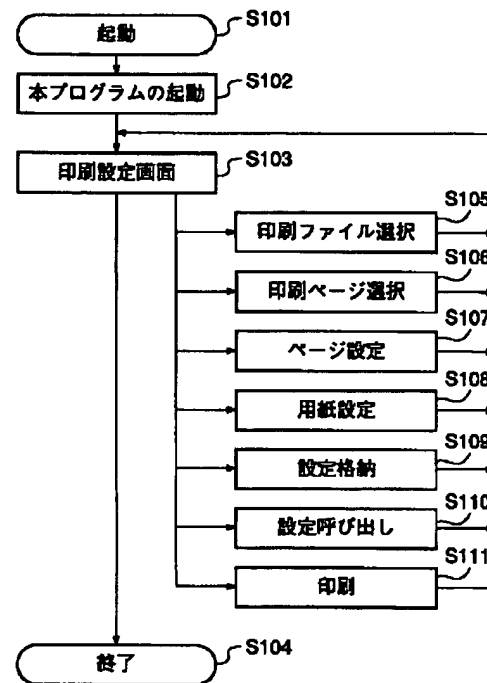 起動
S101
本プログラムの起動
S102
印刷設定画面
S103
印刷ファイル選択
S105
印刷ページ選択
S106
ページ設定
S107
用紙設定
S108
設定格納
S109
設定呼び出し
S110
印刷
S111
終了
S104